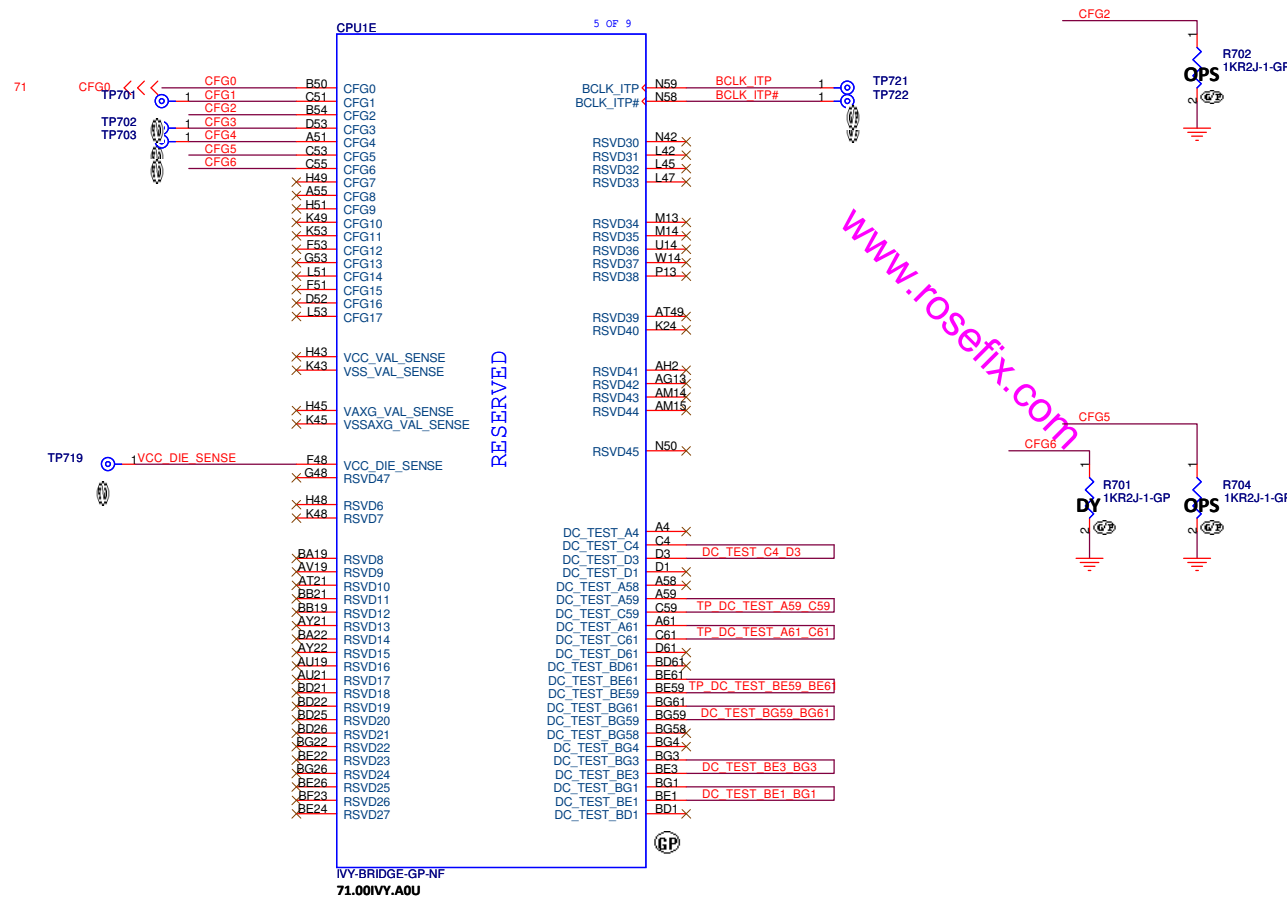 CPU1E
5 OF 9
71
CFG0
CFG0 B50 CFG0
TP701 1 CFG1 C51 CFG1
CFG2 B54 CFG2
TP702 1 CFG3 D53 CFG3
TP703 1 CFG4 A51 CFG4
CFG5 C53 CFG5
CFG6 C55 CFG6
H49 CFG7
A55 CFG8
H51 CFG9
K49 CFG10
K53 CFG11
F53 CFG12
G53 CFG13
L51 CFG14
F51 CFG15
D52 CFG16
L53 CFG17
H43 VCC_VAL_SENSE
K43 VSS_VAL_SENSE
H45 VAXG_VAL_SENSE
K45 VSSAXG_VAL_SENSE
TP719 1 VCC_DIE_SENSE F48 VCC_DIE_SENSE
G48 RSVD47
H48 RSVD6
K48 RSVD7
BA19 RSVD8
AV19 RSVD9
AT21 RSVD10
BB21 RSVD11
BB19 RSVD12
AY21 RSVD13
BA22 RSVD14
AY22 RSVD15
AU19 RSVD16
AU21 RSVD17
BD21 RSVD18
BD22 RSVD19
BD25 RSVD20
BD26 RSVD21
BG22 RSVD22
BE22 RSVD23
BG26 RSVD24
BE26 RSVD25
BF23 RSVD26
BE24 RSVD27
RESERVED
BCLK_ITP N59 BCLK_ITP 1 TP721
BCLK_ITP# N58 BCLK_ITP# 1 TP722
RSVD30 N42
RSVD31 L42
RSVD32 L45
RSVD33 L47
RSVD34 M13
RSVD35 M14
RSVD36 U14
RSVD37 W14
RSVD38 P13
RSVD39 AT49
RSVD40 K24
RSVD41 AH2
RSVD42 AG13
RSVD43 AM14
RSVD44 AM15
RSVD45 N50
DC_TEST_A4 A4
DC_TEST_C4 C4
DC_TEST_D3 D3 DC_TEST_C4_D3
DC_TEST_D1 D1
DC_TEST_A58 A58
DC_TEST_A59 A59
DC_TEST_C59 C59 TP_DC_TEST_A59_C59
DC_TEST_A61 A61
DC_TEST_C61 C61 TP_DC_TEST_A61_C61
DC_TEST_D61 D61
DC_TEST_BD61 BD61
DC_TEST_BE61 BE61
DC_TEST_BE59 BE59 TP_DC_TEST_BE59_BE61
DC_TEST_BG61 BG61
DC_TEST_BG59 BG59 DC_TEST_BG59_BG61
DC_TEST_BG58 BG58
DC_TEST_BG4 BG4
DC_TEST_BG3 BG3
DC_TEST_BE3 BE3 DC_TEST_BE3_BG3
DC_TEST_BG1 BG1
DC_TEST_BE1 BE1 DC_TEST_BE1_BG1
DC_TEST_BD1 BD1
GP
IVY-BRIDGE-GP-NF
71.00IVY.A0U
CFG2
1
R702
1KR2J-1-GP
OPS
2
G/P
www.rosefix.com
CFG5
CFG6
1
R701
1KR2J-1-GP
DY
2
G/P
1
R704
1KR2J-1-GP
OPS
2
G/P